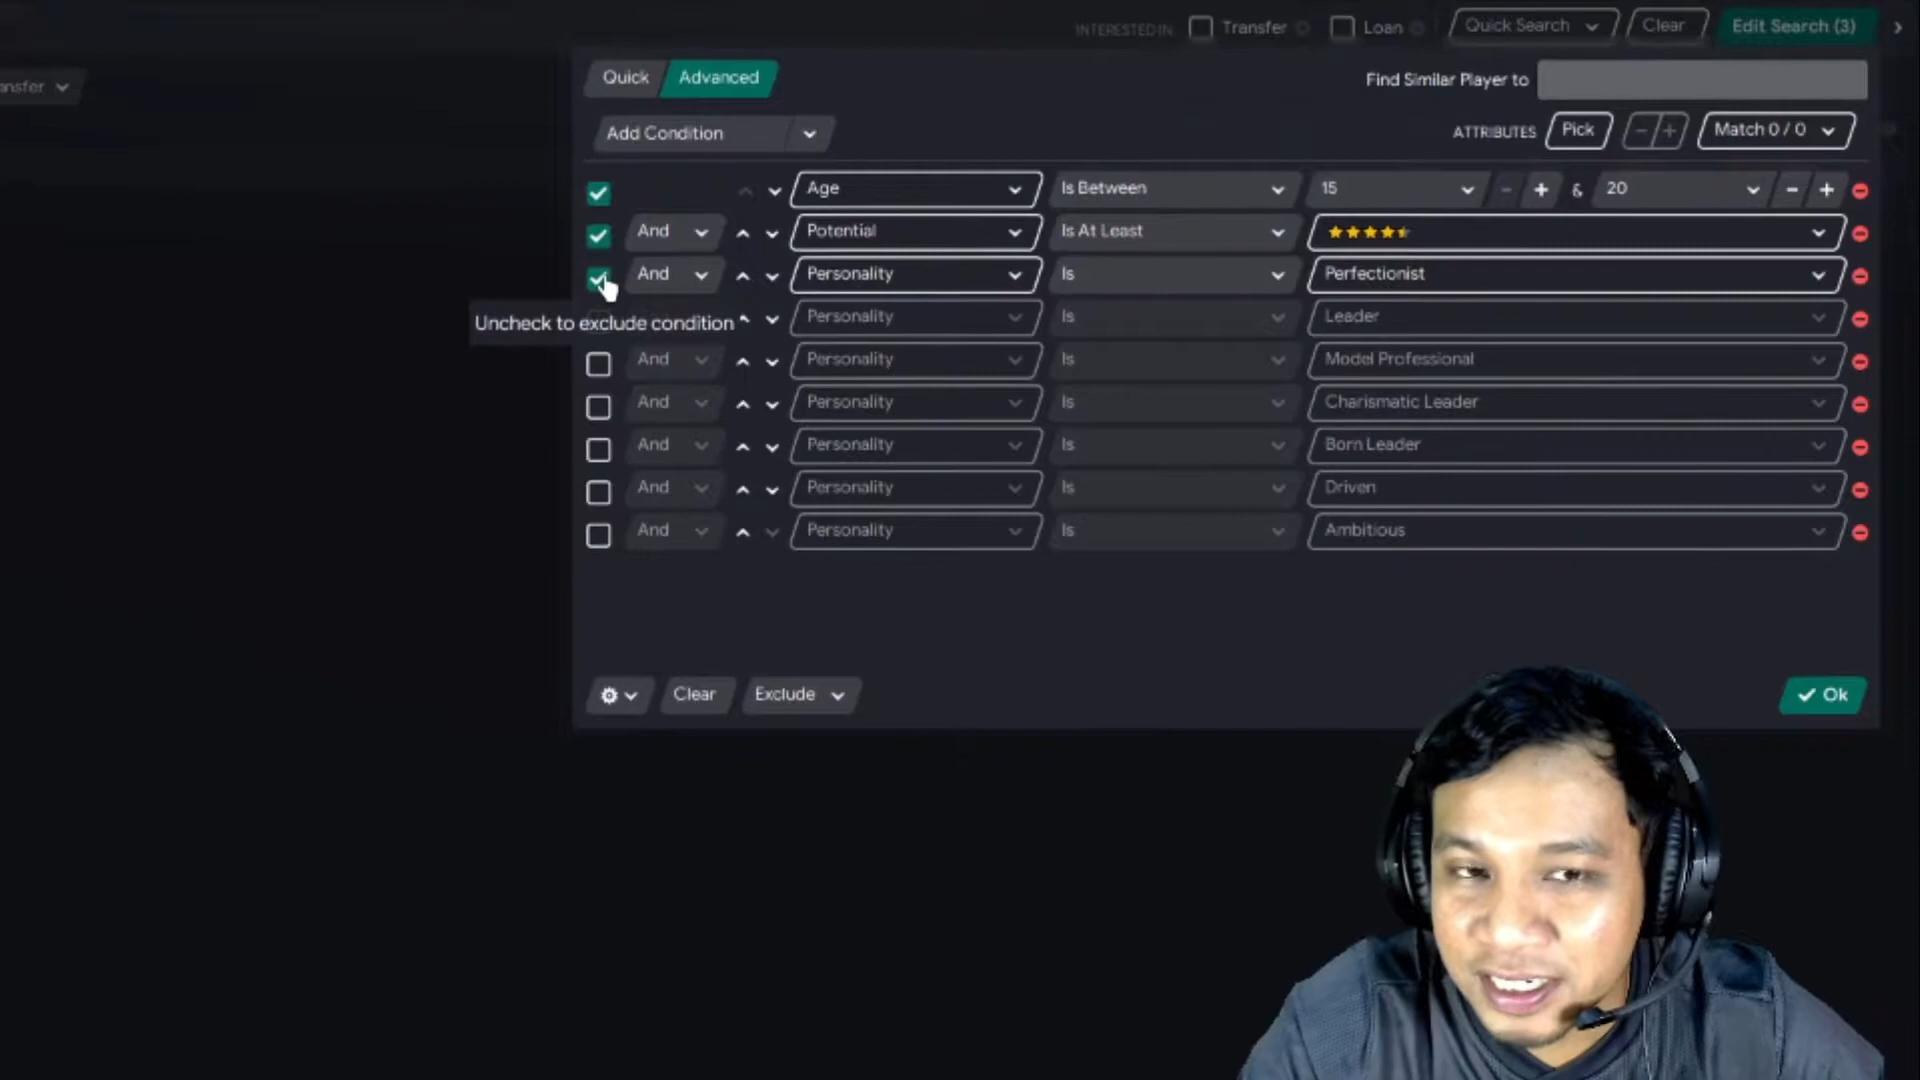 INTERESTED IN: Transfer Loan Quick Search Clear Edit Search (3)
Quick Advanced Find Similar Player to
Add Condition ATTRIBUTES Pick -/+ Match 0 / 0
Age Is Between 15 - + & 20 - +
And Potential Is At Least
And Personality Is Perfectionist
Uncheck to exclude condition Personality Is Leader
And Personality Is Model Professional
And Personality Is Charismatic Leader
And Personality Is Born Leader
And Personality Is Driven
And Personality Is Ambitious
Clear Exclude Ok